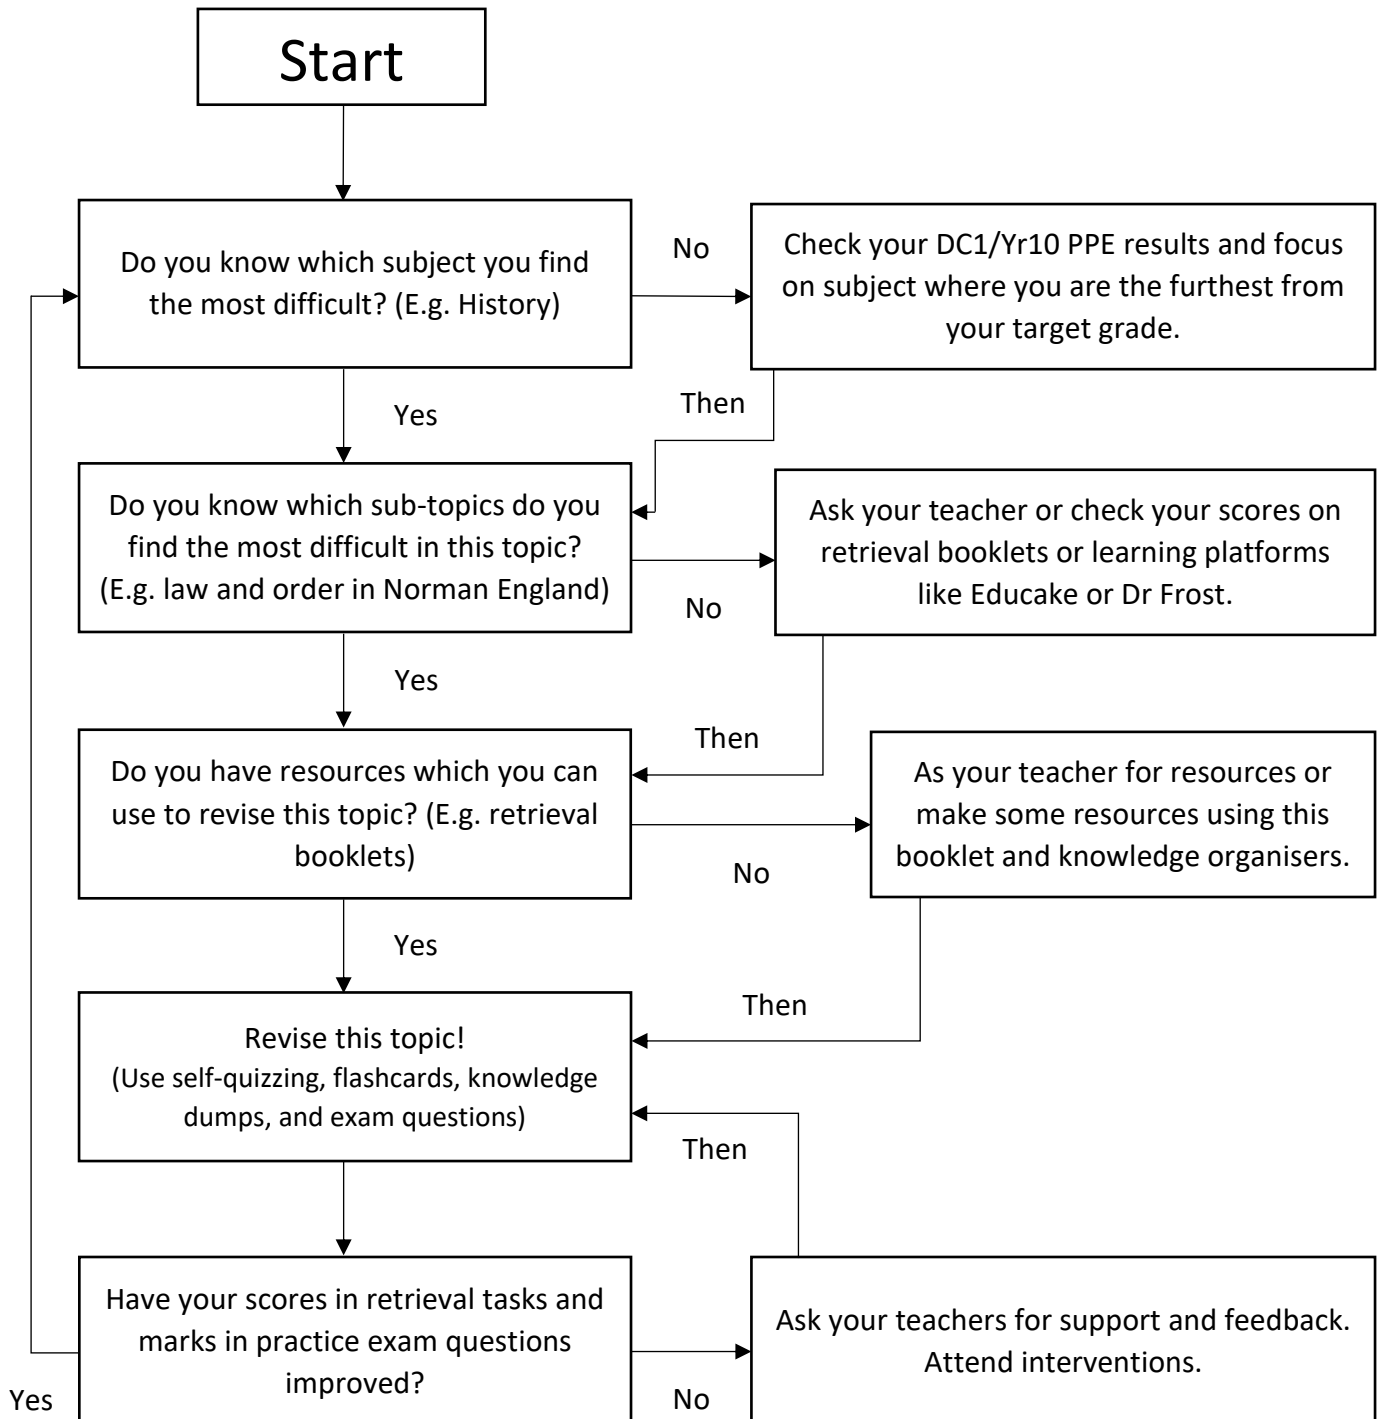 Start
Do you know which subject you find
the most difficult? (E.g. History)
No
Check your DC1/Yr10 PPE results and focus
on subject where you are the furthest from
your target grade.
Yes
Then
Do you know which sub-topics do you
find the most difficult in this topic?
(E.g. law and order in Norman England)
No
Ask your teacher or check your scores on
retrieval booklets or learning platforms
like Educake or Dr Frost.
Yes
Then
Do you have resources which you can
use to revise this topic? (E.g. retrieval
booklets)
No
As your teacher for resources or
make some resources using this
booklet and knowledge organisers.
Yes
Then
Revise this topic!
(Use self-quizzing, flashcards, knowledge
dumps, and exam questions)
Then
Have your scores in retrieval tasks and
marks in practice exam questions
improved?
Yes
No
Ask your teachers for support and feedback.
Attend interventions.